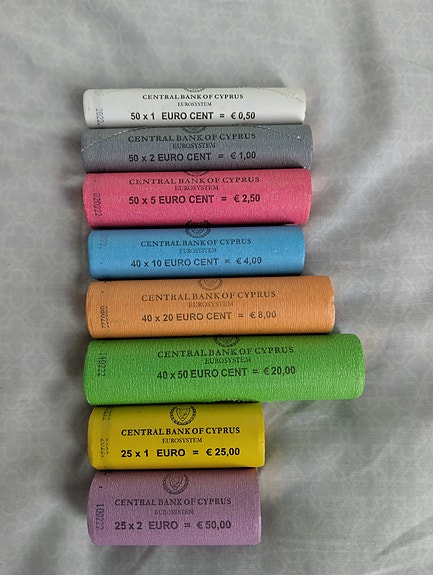 CENTRAL BANK OF CYPRUS
EUROSYSTEM
50 x 1 EURO CENT = € 0,50
CENTRAL BANK OF CYPRUS
EUROSYSTEM
50 x 2 EURO CENT = € 1,00
CENTRAL BANK OF CYPRUS
EUROSYSTEM
50 x 5 EURO CENT = € 2,50
CENTRAL BANK OF CYPRUS
EUROSYSTEM
40 x 10 EURO CENT = € 4,00
CENTRAL BANK OF CYPRUS
EUROSYSTEM
40 x 20 EURO CENT = € 8,00
080222
CENTRAL BANK OF CYPRUS
EUROSYSTEM
40 x 50 EURO CENT = € 20,00
140222
CENTRAL BANK OF CYPRUS
EUROSYSTEM
25 x 1 EURO = € 25,00
CENTRAL BANK OF CYPRUS
EUROSYSTEM
25 x 2 EURO = € 50,00
100222